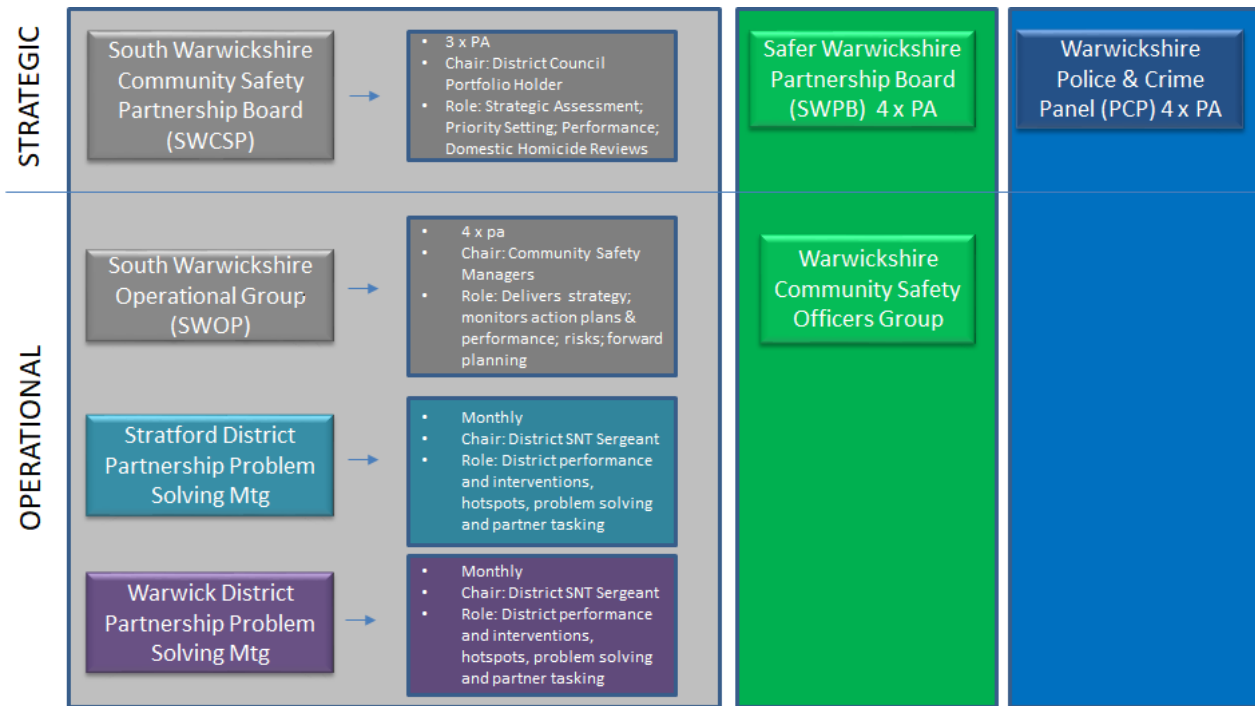 STRATEGIC
South Warwickshire
Community Safety
Partnership Board
(SWCSP)
• 3 x PA
• Chair: District Council
Portfolio Holder
• Role: Strategic Assessment;
Priority Setting; Performance;
Domestic Homicide Reviews
Safer Warwickshire
Partnership Board
(SWPB) 4 x PA
Warwickshire
Police & Crime
Panel (PCP) 4 x PA
OPERATIONAL
South Warwickshire
Operational Group
(SWOP)
• 4 x pa
• Chair: Community Safety
Managers
• Role: Delivers strategy;
monitors action plans &
performance; risks; forward
planning
Warwickshire
Community Safety
Officers Group
Stratford District
Partnership Problem
Solving Mtg
• Monthly
• Chair: District SNT Sergeant
• Role: District performance
and interventions,
hotspots, problem solving
and partner tasking
Warwick District
Partnership Problem
Solving Mtg
• Monthly
• Chair: District SNT Sergeant
• Role: District performance
and interventions,
hotspots, problem solving
and partner tasking